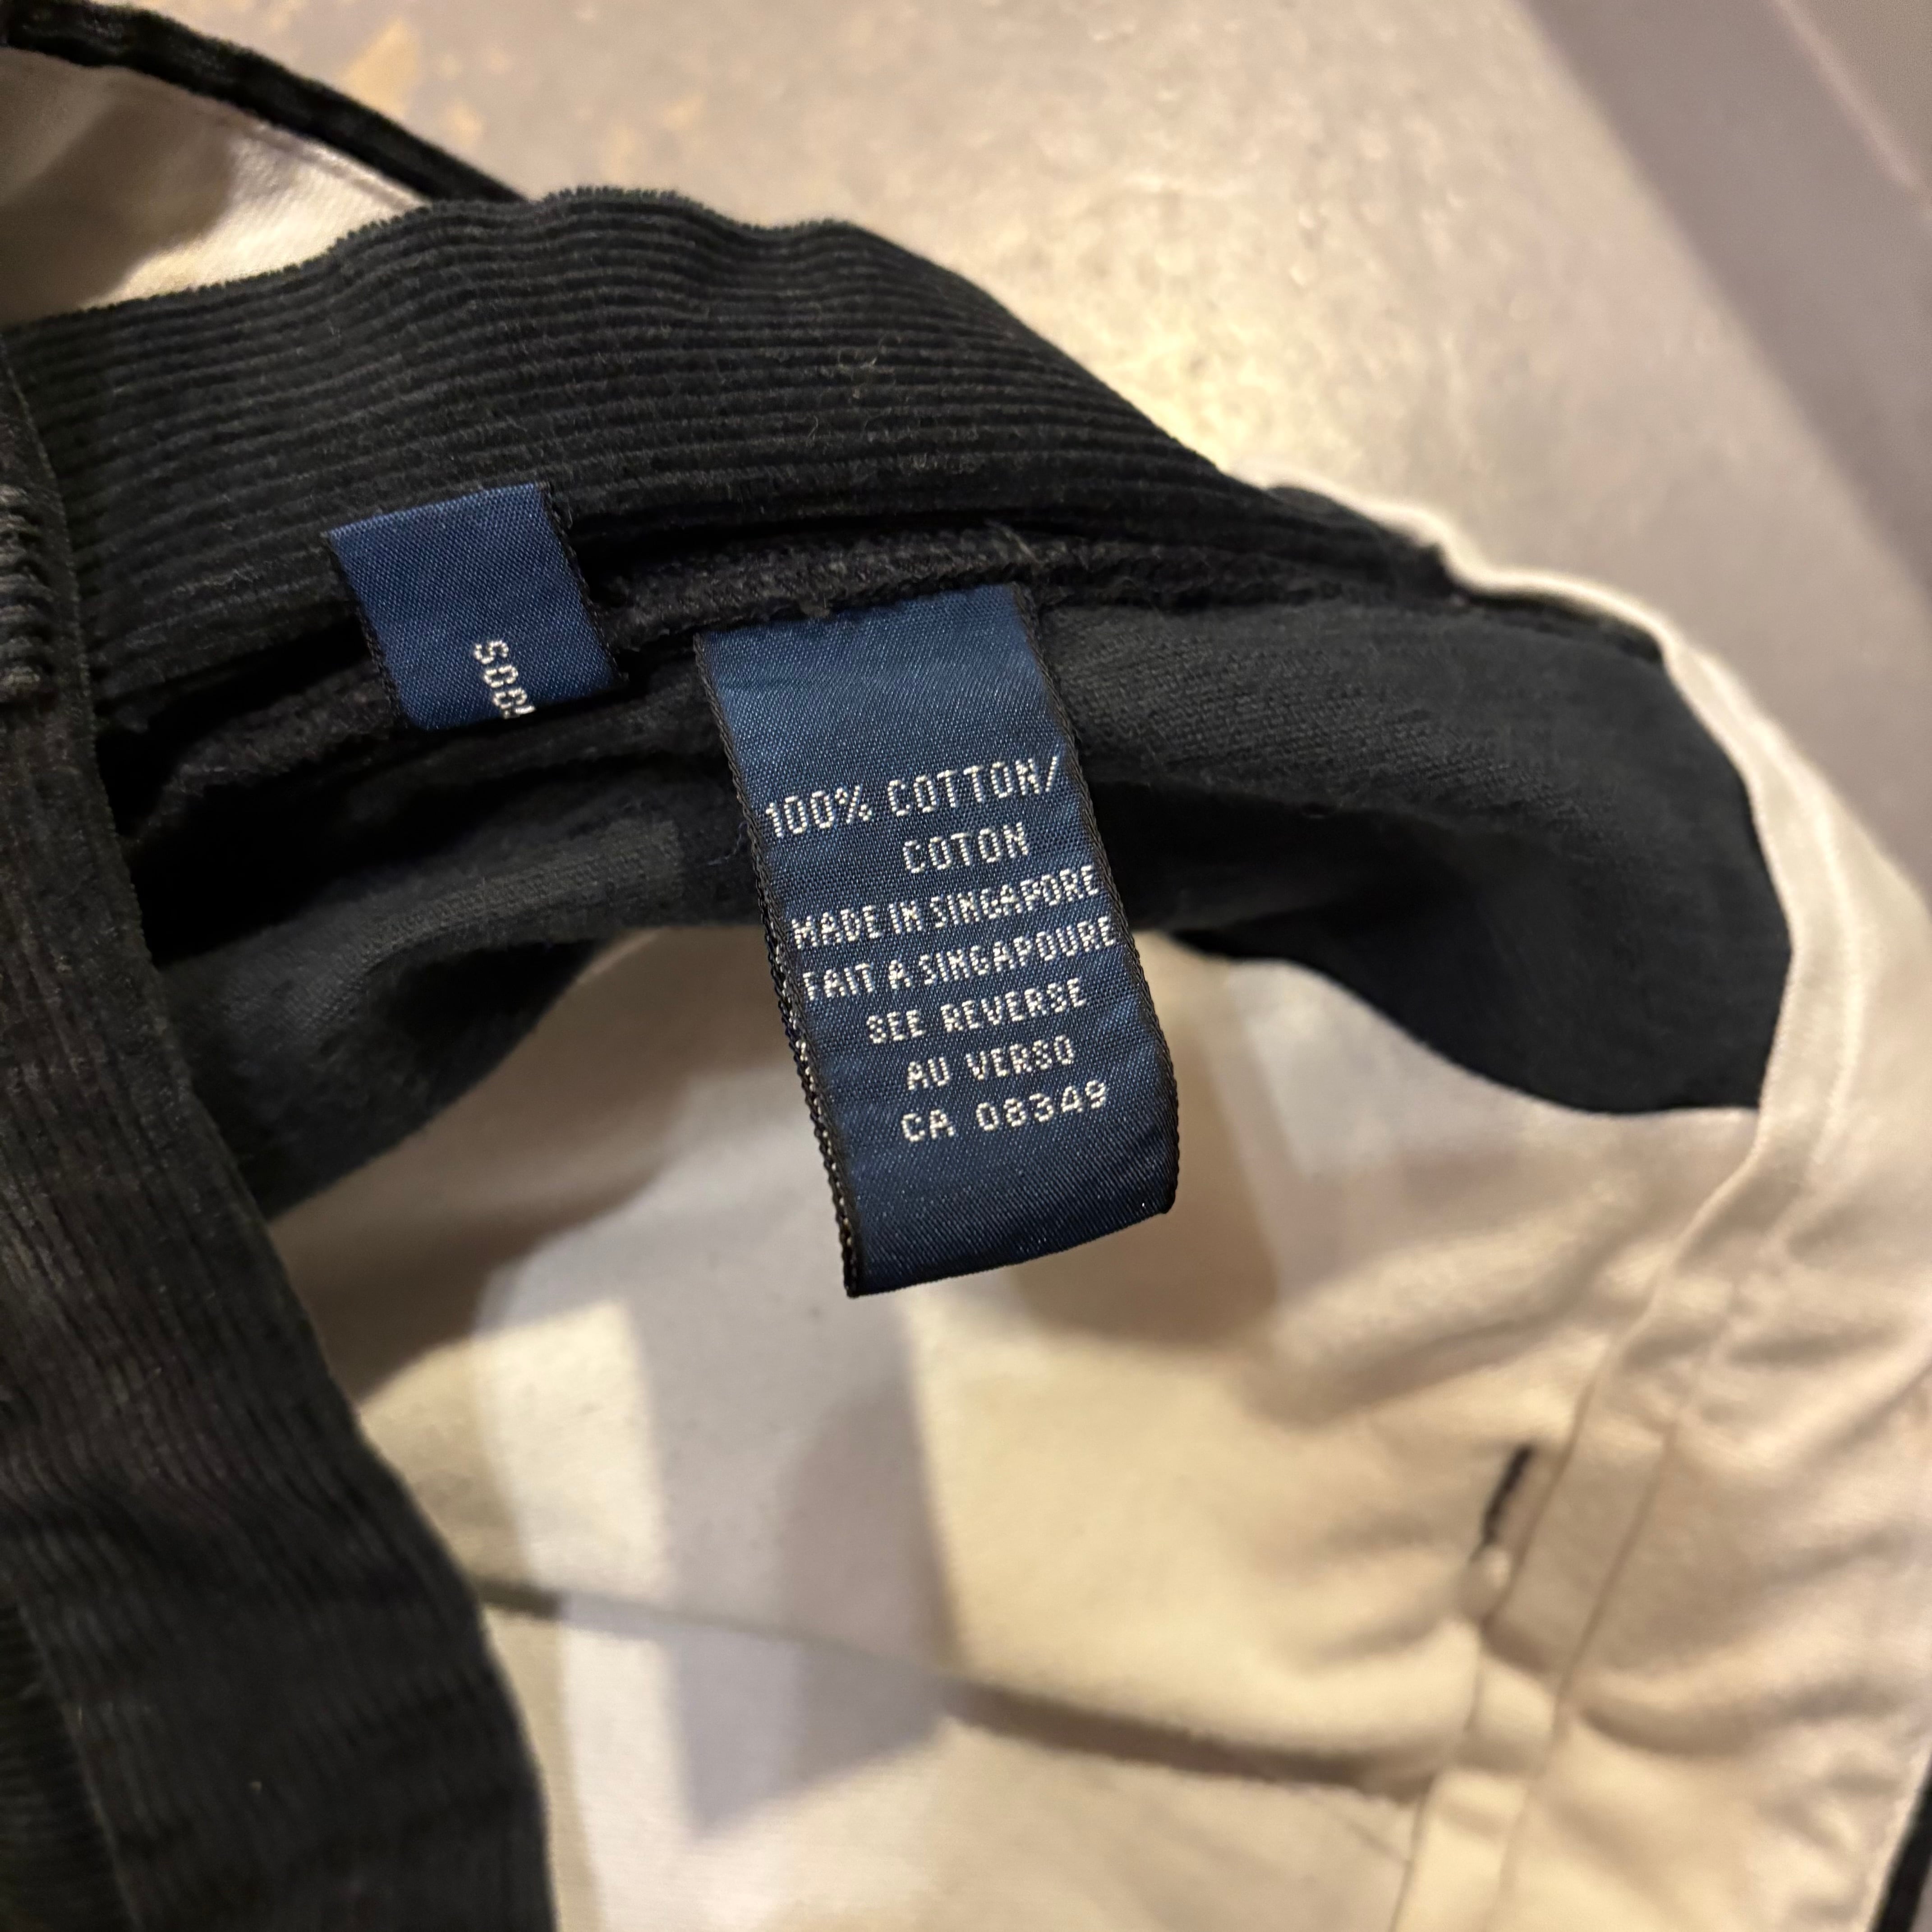 100% COTTON/
COTON
MADE IN SINGAPORE
FAIT A SINGAPOURE
SEE REVERSE
AU VERSO
CA 08349